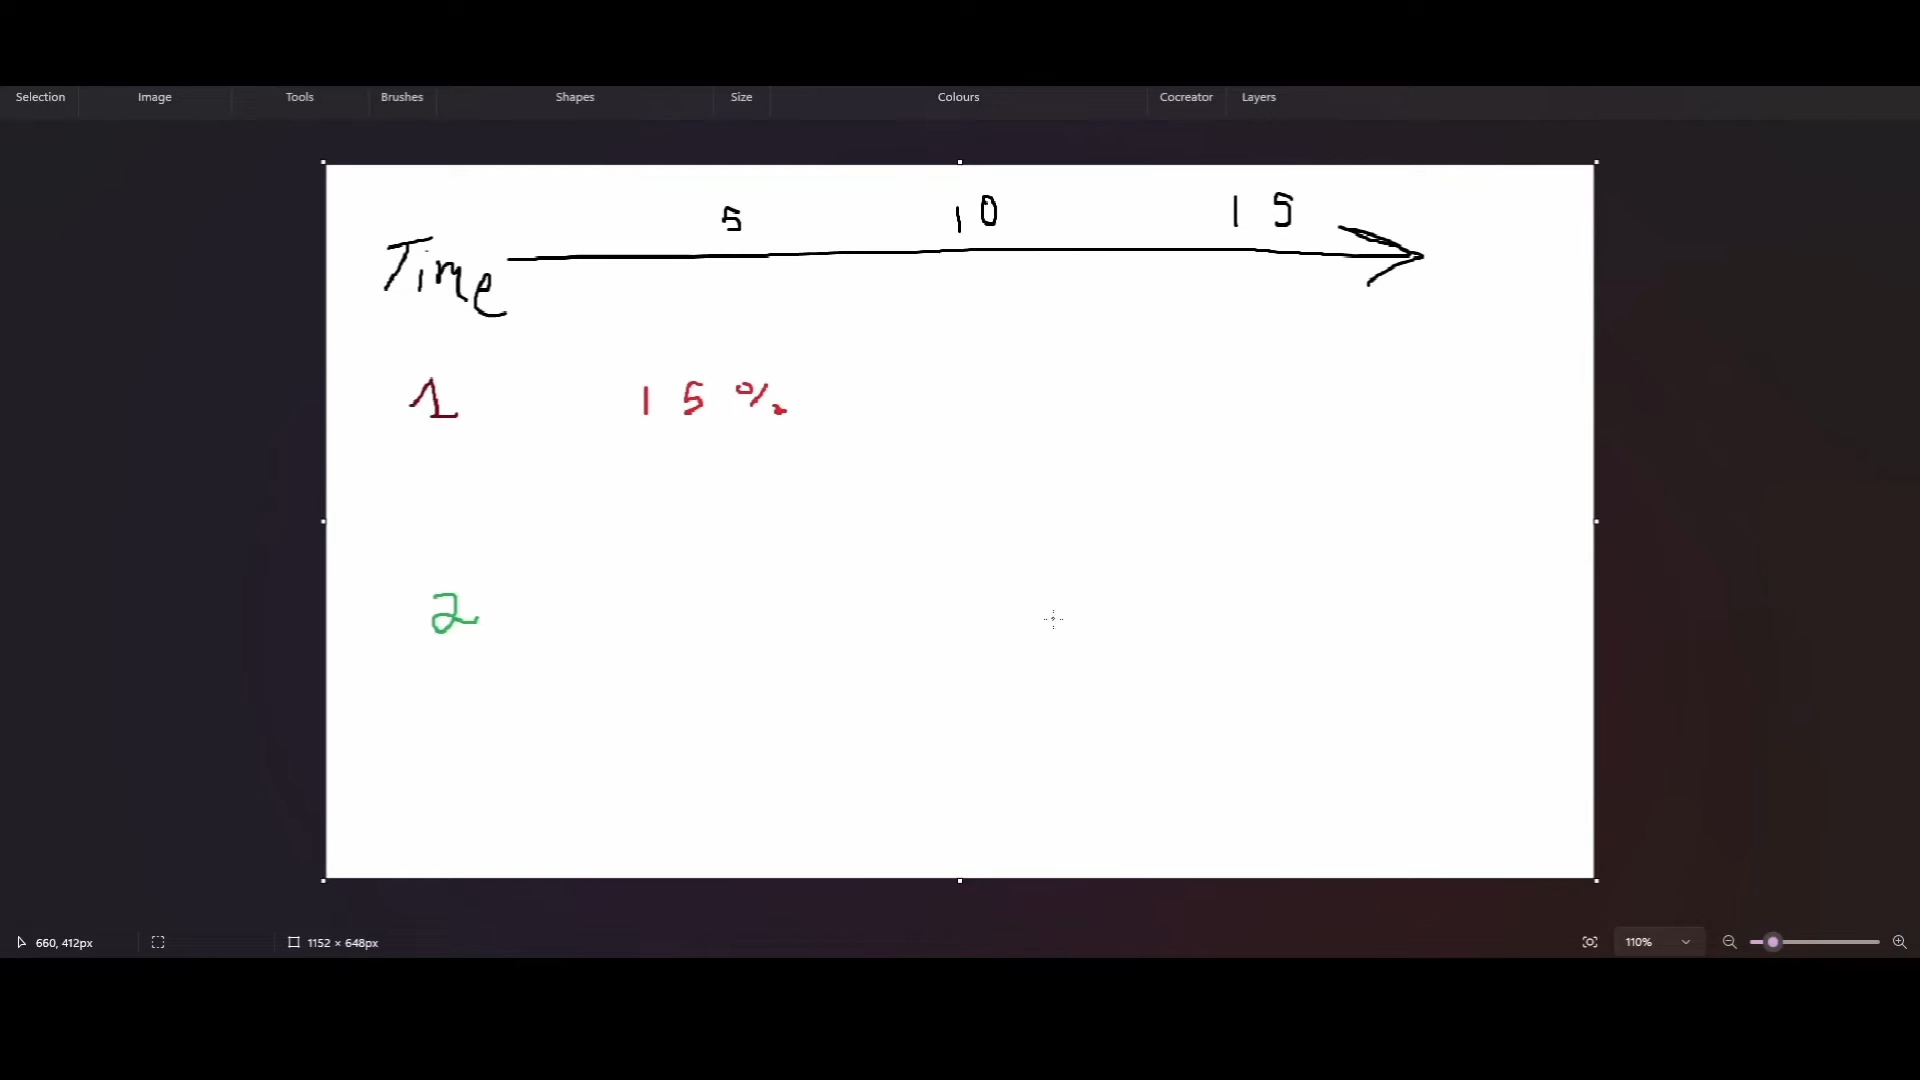 Selection Image Tools Brushes Shapes Size Colours Cocreator Layers
5 10 15
Time
1 15%
2
660, 412px 1152 × 648px 110%